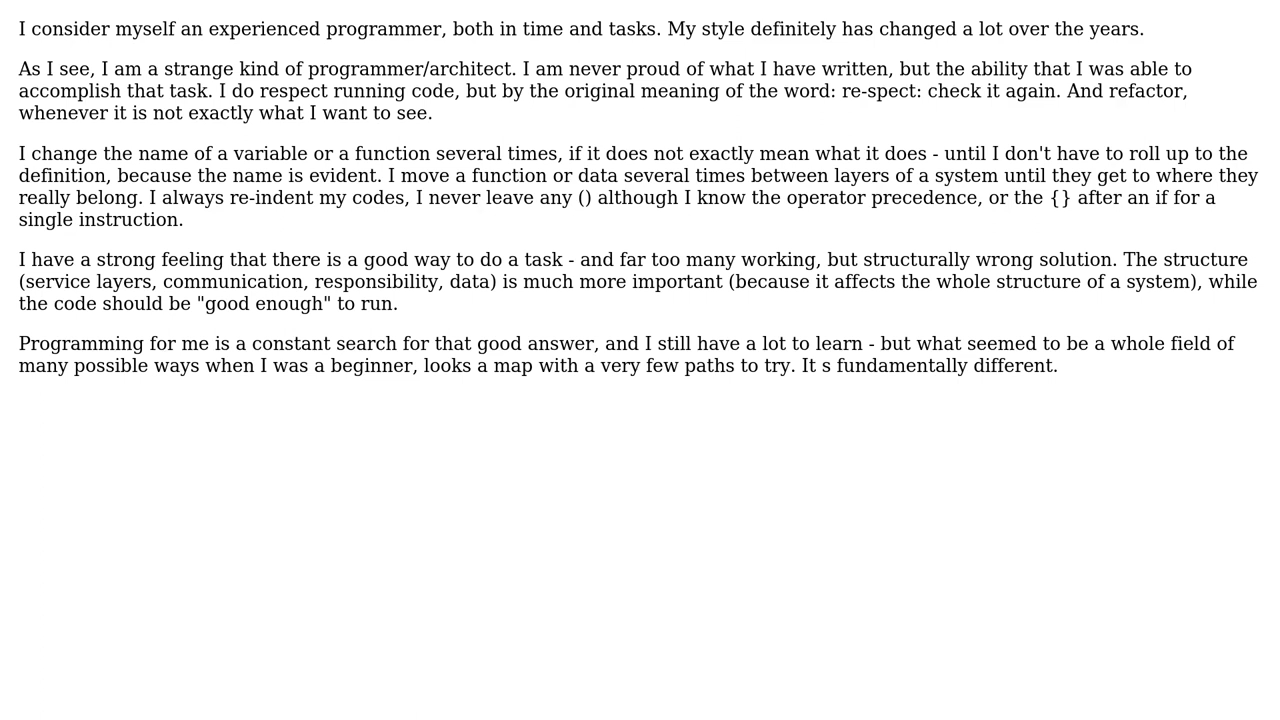 I consider myself an experienced programmer, both in time and tasks. My style definitely has changed a lot over the years.
As I see, I am a strange kind of programmer/architect. I am never proud of what I have written, but the ability that I was able to
accomplish that task. I do respect running code, but by the original meaning of the word: re-spect: check it again. And refactor,
whenever it is not exactly what I want to see.
I change the name of a variable or a function several times, if it does not exactly mean what it does - until I don't have to roll up to the
definition, because the name is evident. I move a function or data several times between layers of a system until they get to where they
really belong. I always re-indent my codes, I never leave any () although I know the operator precedence, or the {} after an if for a
single instruction.
I have a strong feeling that there is a good way to do a task - and far too many working, but structurally wrong solution. The structure
(service layers, communication, responsibility, data) is much more important (because it affects the whole structure of a system), while
the code should be "good enough" to run.
Programming for me is a constant search for that good answer, and I still have a lot to learn - but what seemed to be a whole field of
many possible ways when I was a beginner, looks a map with a very few paths to try. It s fundamentally different.